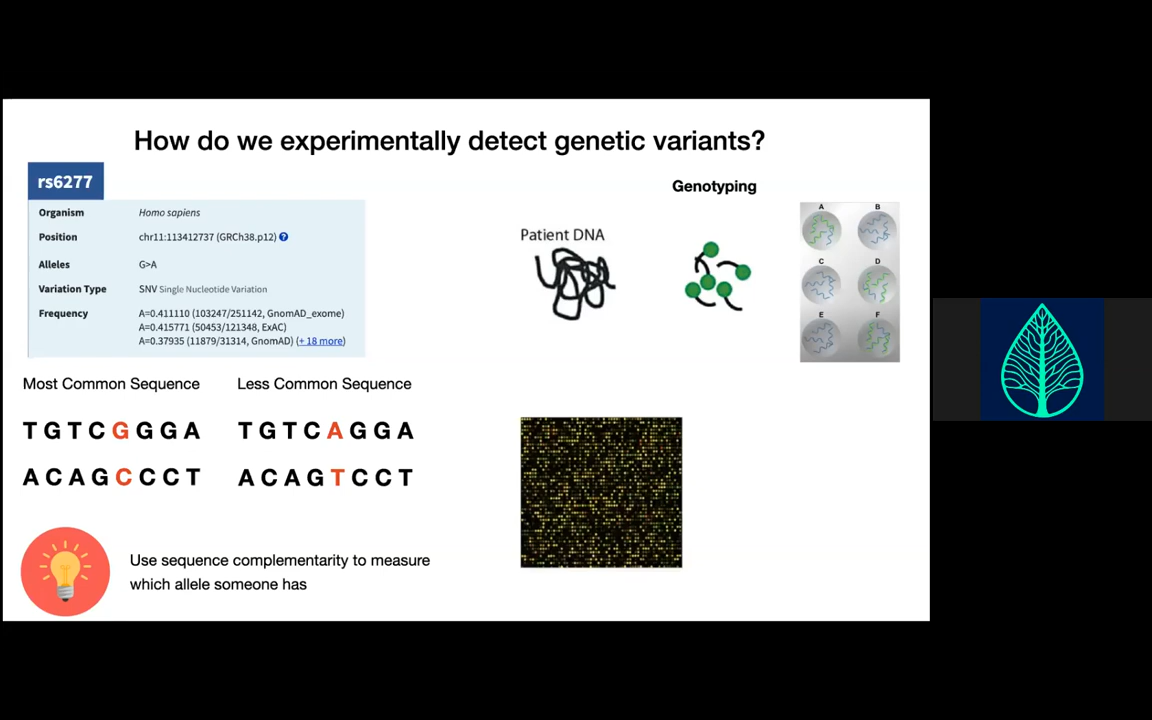 How do we experimentally detect genetic variants?
rs6277
Organism Homo sapiens
Position chr11:113412737 (GRCh38.p12) ?
Alleles G>A
Variation Type SNV Single Nucleotide Variation
Frequency A=0.411110 (103247/251142, GnomAD_exome)
A=0.415771 (50453/121348, ExAC)
A=0.37935 (11879/31314, GnomAD) (+ 18 more)
Most Common Sequence
T G T C G G G A
A C A G C C C T
Less Common Sequence
T G T C A G G A
A C A G T C C T
Use sequence complementarity to measure
which allele someone has
Genotyping
Patient DNA
A B
C D
E F